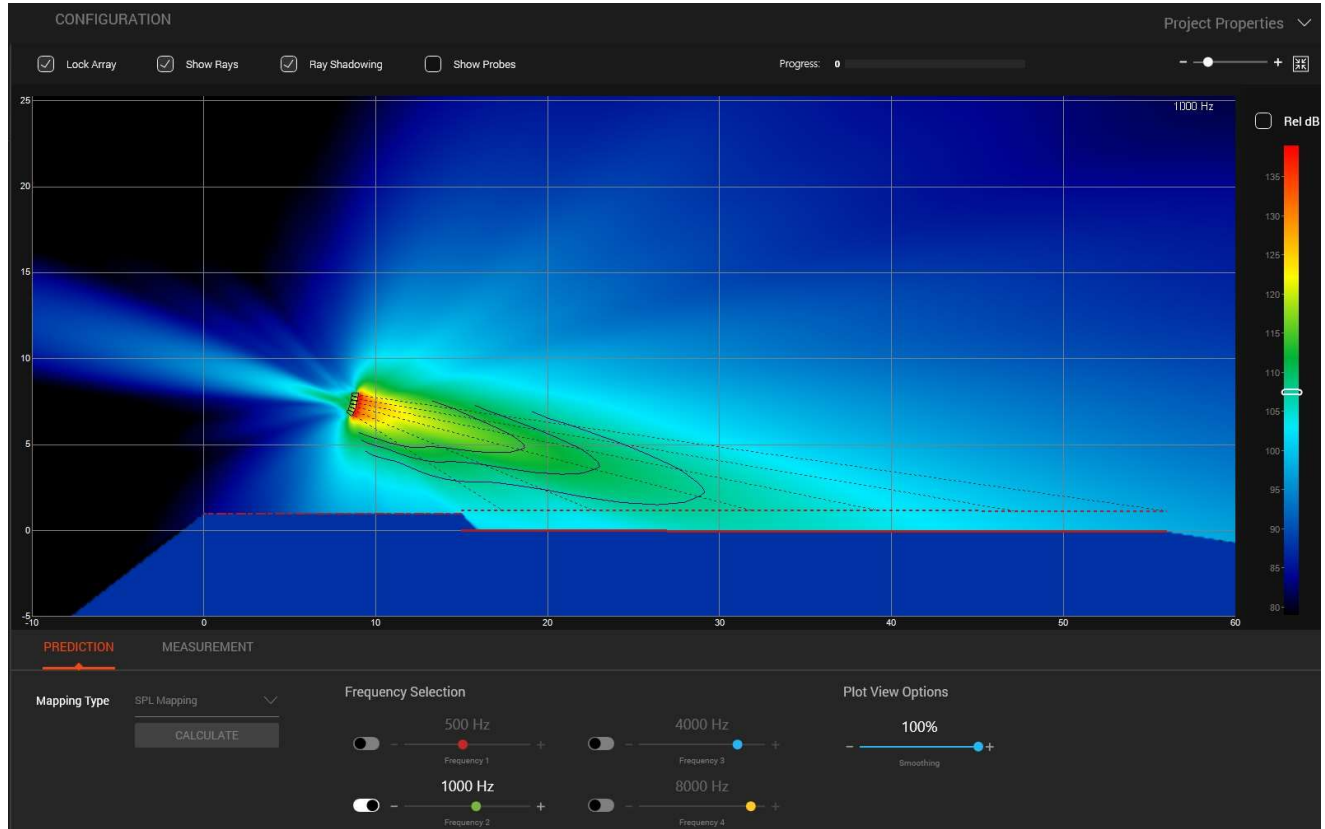 CONFIGURATION
Project Properties
Lock Array Show Rays Ray Shadowing Show Probes Progress: 0 - +
25
1000 Hz
Rel dB
135
130
125
120
115
110
105
100
95
90
85
80
20
15
10
5
0
-5
-10 0 10 20 30 40 50 60
PREDICTION MEASUREMENT
Mapping Type SPL Mapping
CALCULATE
Frequency Selection
500 Hz
- +
Frequency 1
4000 Hz
- +
Frequency 3
1000 Hz
- +
Frequency 2
8000 Hz
- +
Frequency 4
Plot View Options
100%
- +
Smoothing